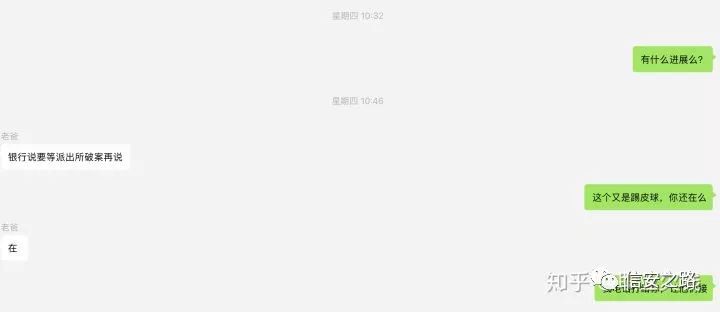 星期四 10:32
有什么进展么?
星期四 10:46
老爸
银行说要等派出所破案再说
这个又是踢皮球，你还在么
老爸
在
知乎
信安之路